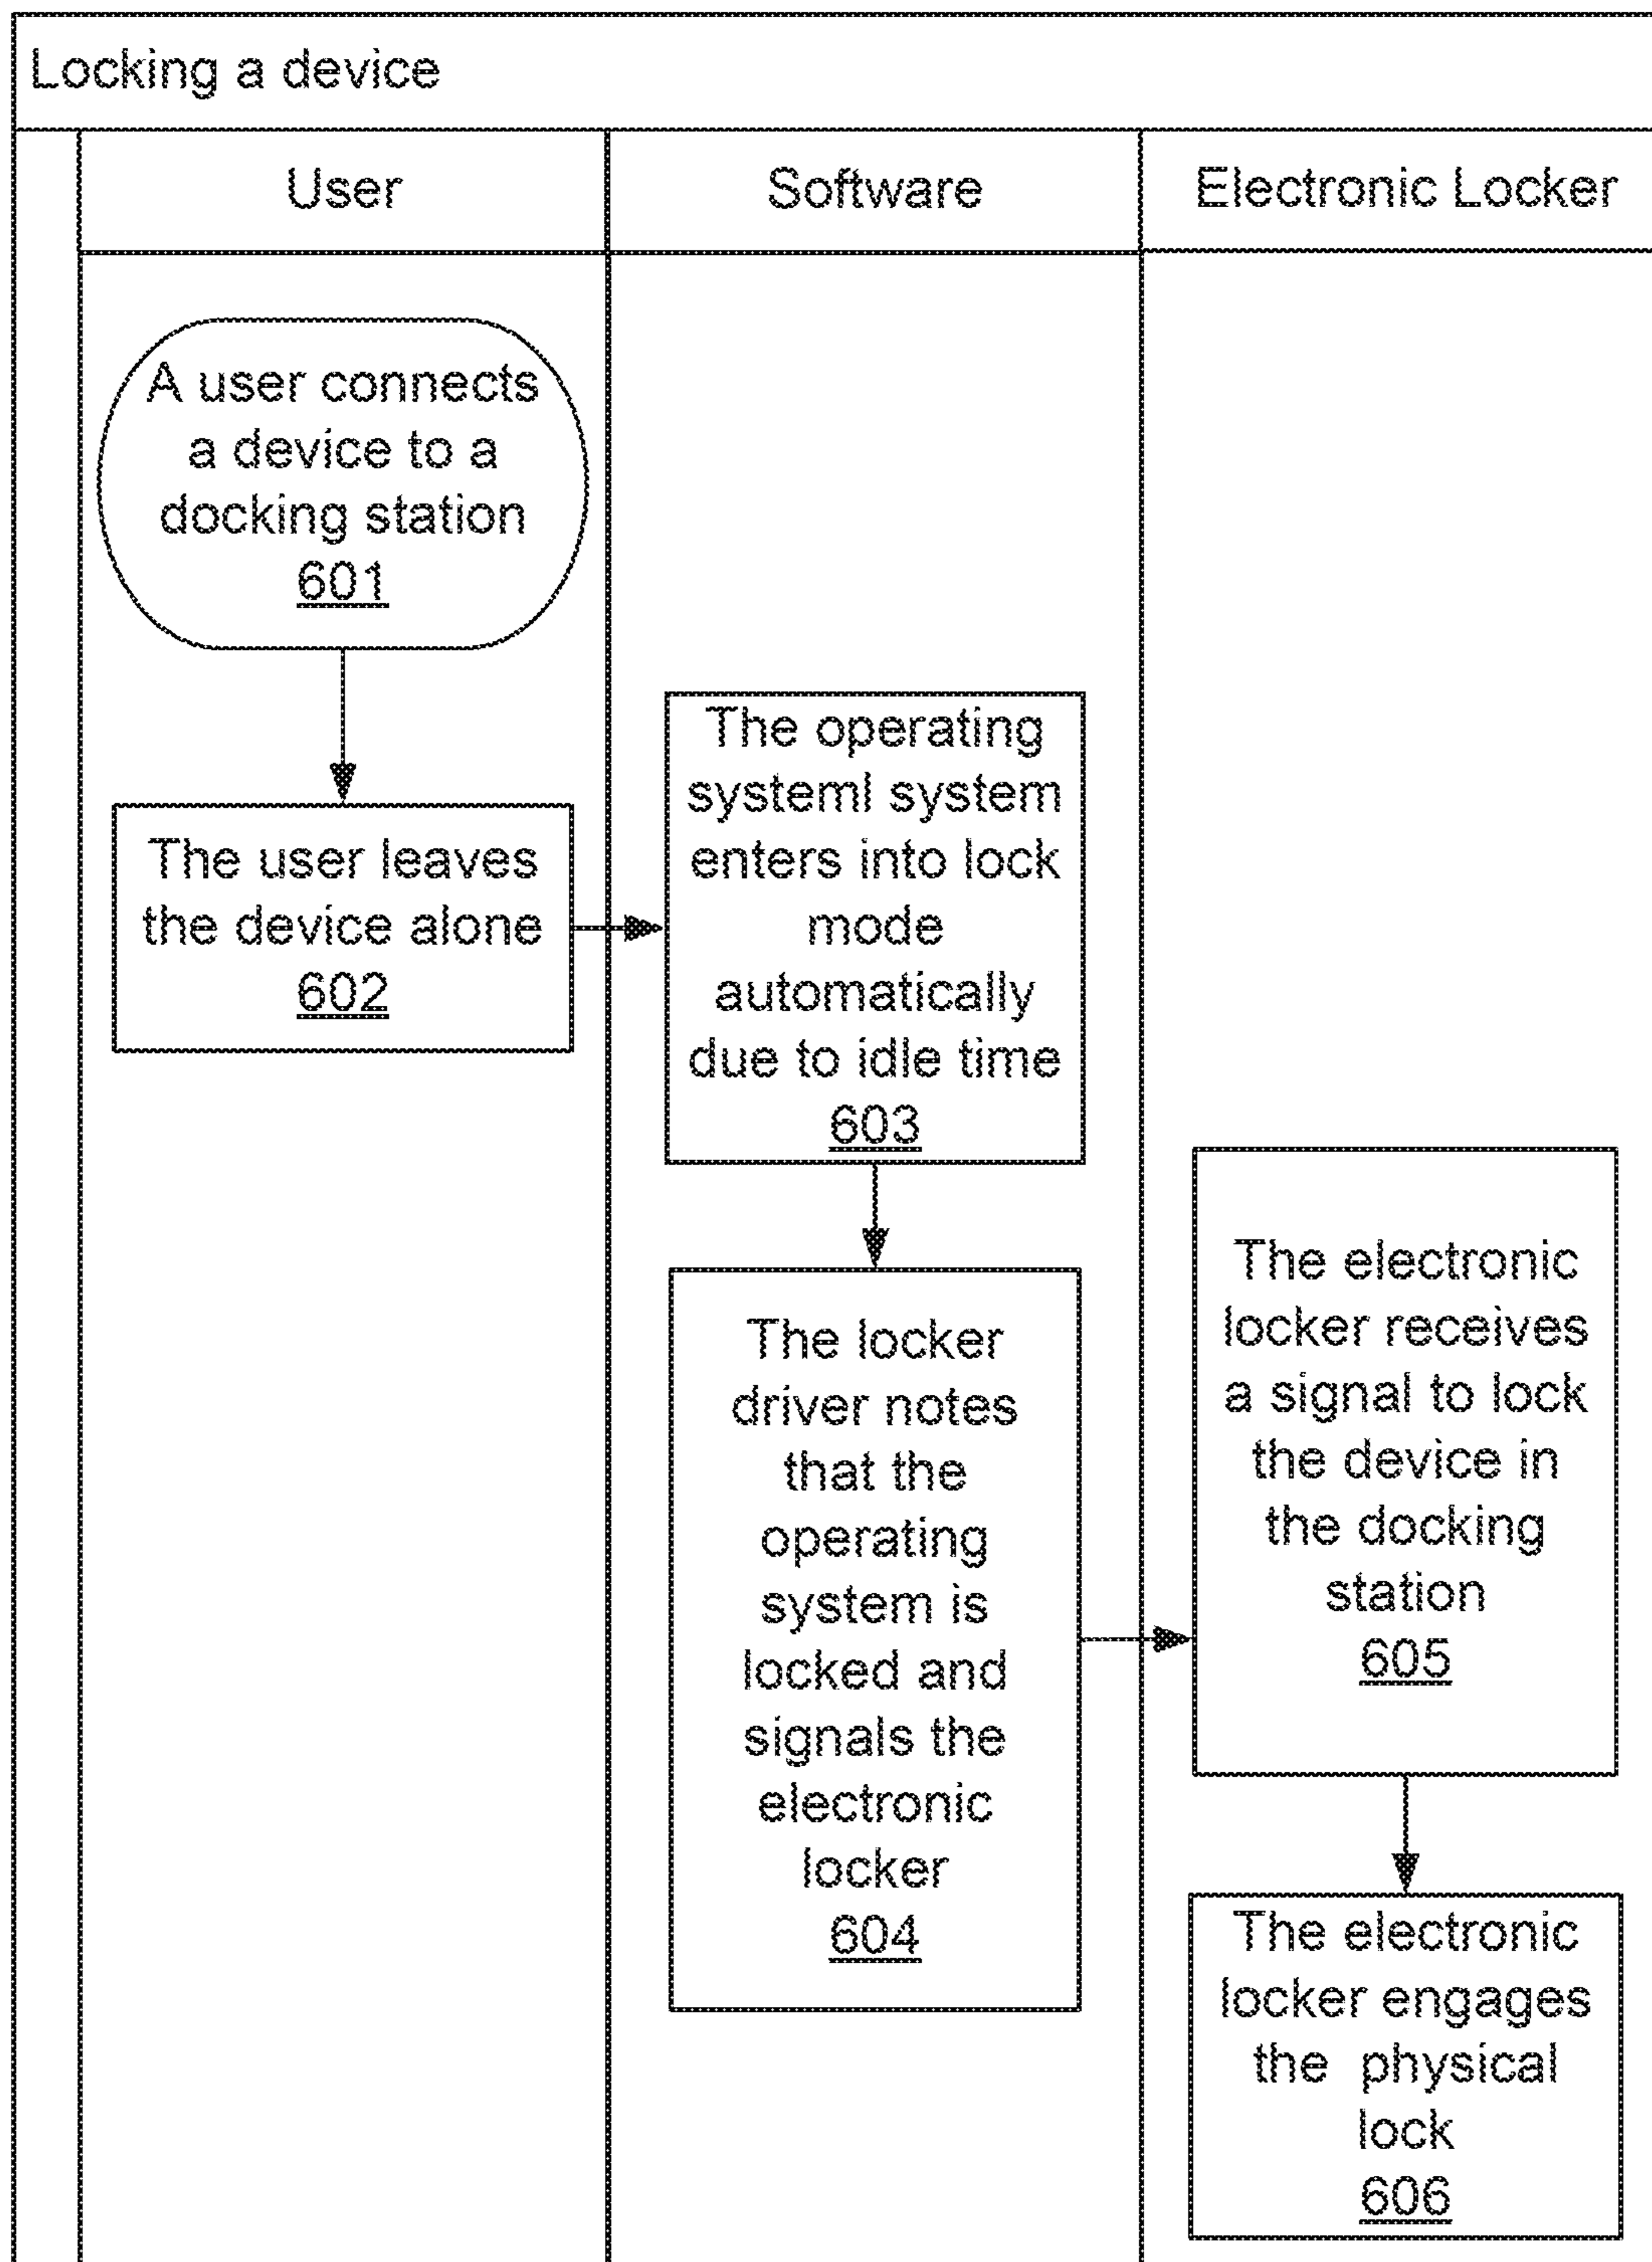 Locking a device
User
Software
Electronic Locker
A user connects
a device to a
docking station
601
The user leaves
the device alone
602
The operating
systeml system
enters into lock
mode
automatically
due to idle time
603
The locker
driver notes
that the
operating
system is
locked and
signals the
electronic
locker
604
The electronic
locker receives
a signal to lock
the device in
the docking
station
605
The electronic
locker engages
the physical
lock
606